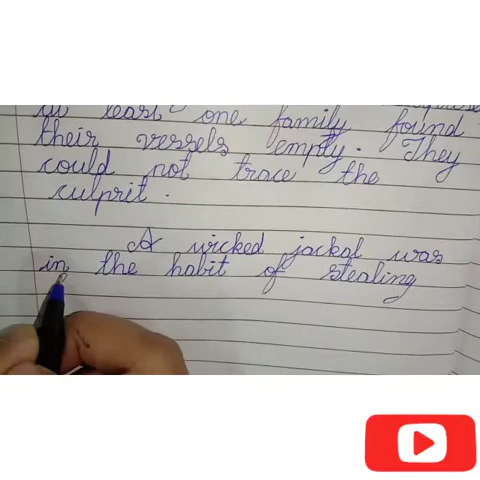 at least one family found
their vessels empty. They
could not trace the
culprit.
A wicked jackal was
in the habit of stealing